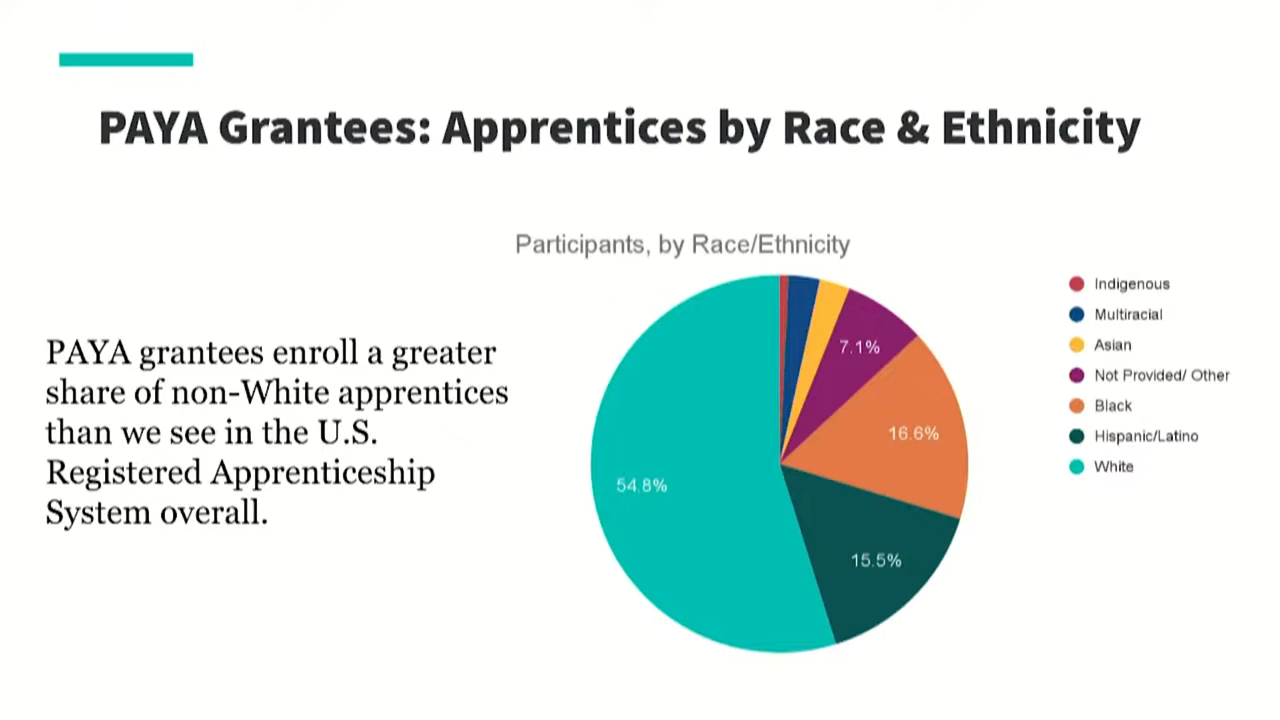 PAYA Grantees: Apprentices by Race & Ethnicity
PAYA grantees enroll a greater
share of non-White apprentices
than we see in the U.S.
Registered Apprenticeship
System overall.
Participants, by Race/Ethnicity
7.1%
16.6%
54.8%
15.5%
Indigenous
Multiracial
Asian
Not Provided/ Other
Black
Hispanic/Latino
White